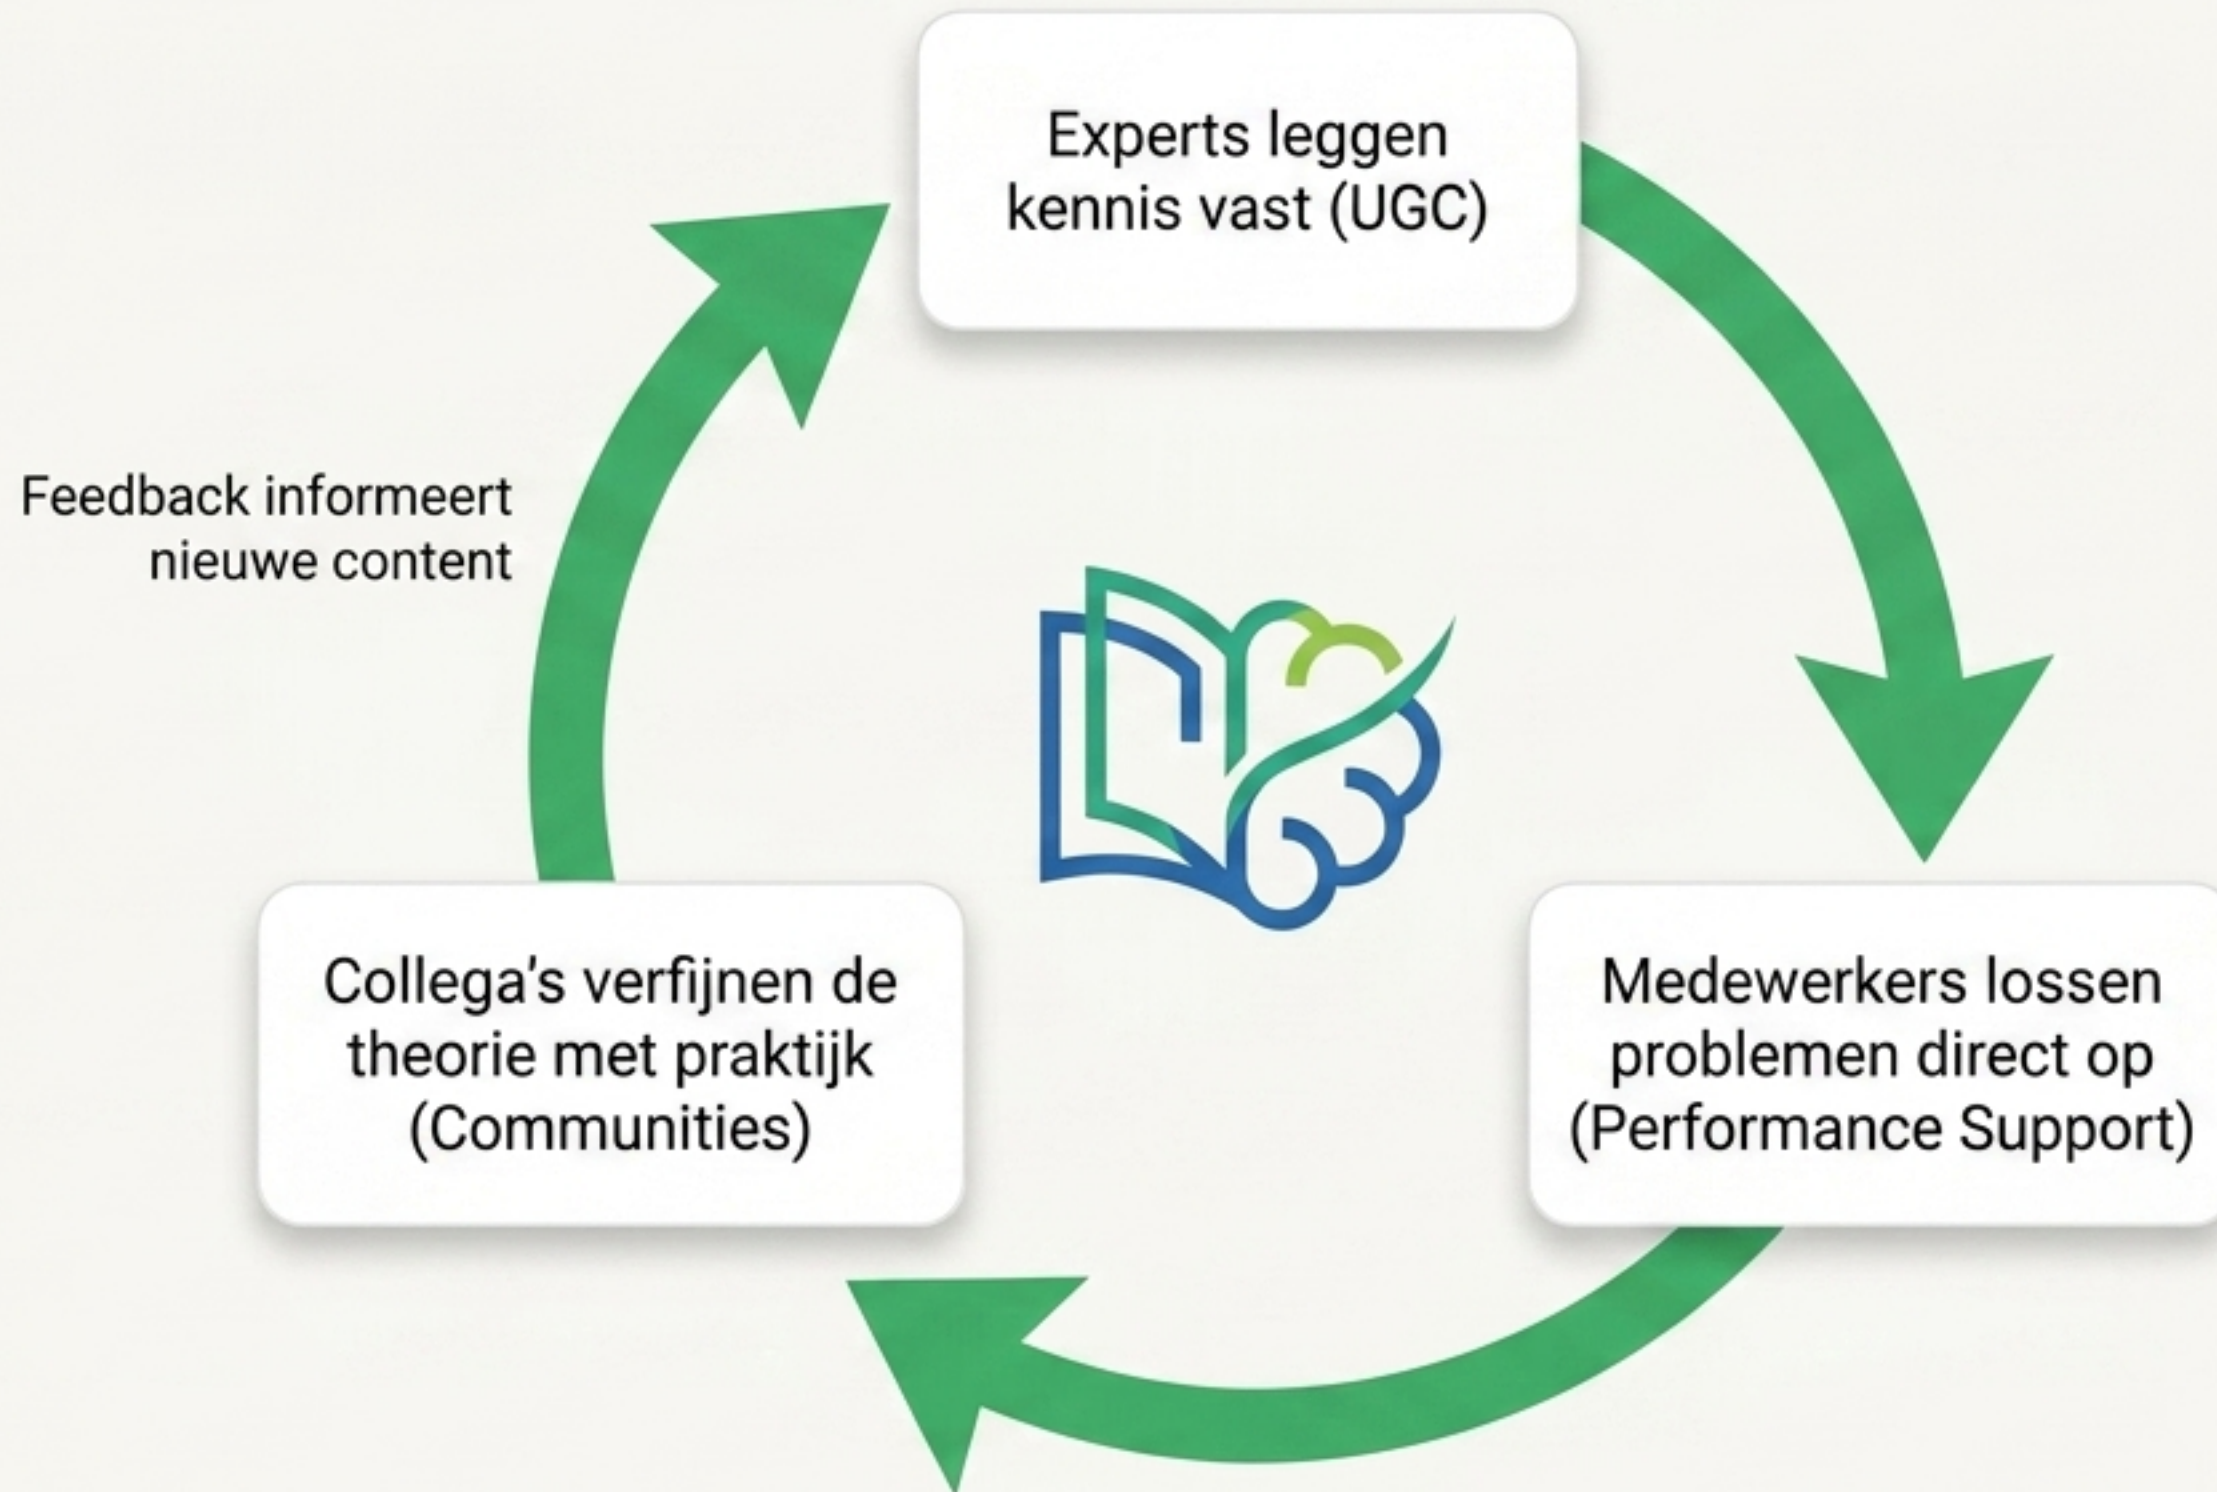 Experts leggen
kennis vast (UGC)
Feedback informeert
nieuwe content
Collega's verfijnen de
theorie met praktijk
(Communities)
Medewerkers lossen
problemen direct op
(Performance Support)